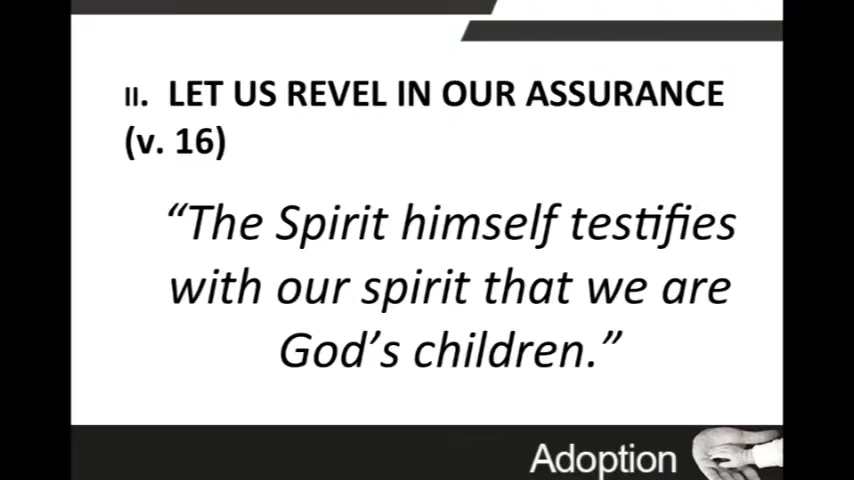 II. LET US REVEL IN OUR ASSURANCE
(v. 16)
“The Spirit himself testifies
with our spirit that we are
God’s children.”
Adoption